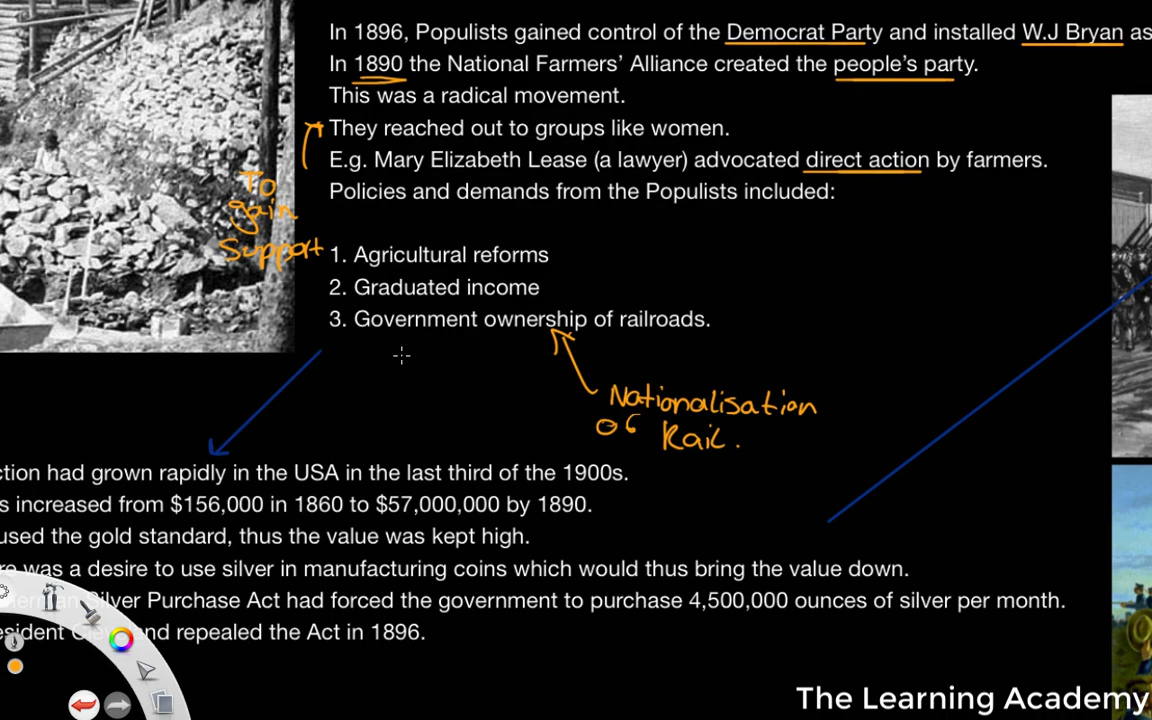 In 1896, Populists gained control of the Democrat Party and installed W.J Bryan as
In 1890 the National Farmers' Alliance created the people's party.
This was a radical movement.
They reached out to groups like women.
E.g. Mary Elizabeth Lease (a lawyer) advocated direct action by farmers.
Policies and demands from the Populists included:
To
gain
Support
1. Agricultural reforms
2. Graduated income
3. Government ownership of railroads.
Nationalisation
of Rail.
ction had grown rapidly in the USA in the last third of the 1900s.
s increased from $156,000 in 1860 to $57,000,000 by 1890.
used the gold standard, thus the value was kept high.
re was a desire to use silver in manufacturing coins which would thus bring the value down.
Silver Purchase Act had forced the government to purchase 4,500,000 ounces of silver per month.
esident Cleveland repealed the Act in 1896.
The Learning Academy